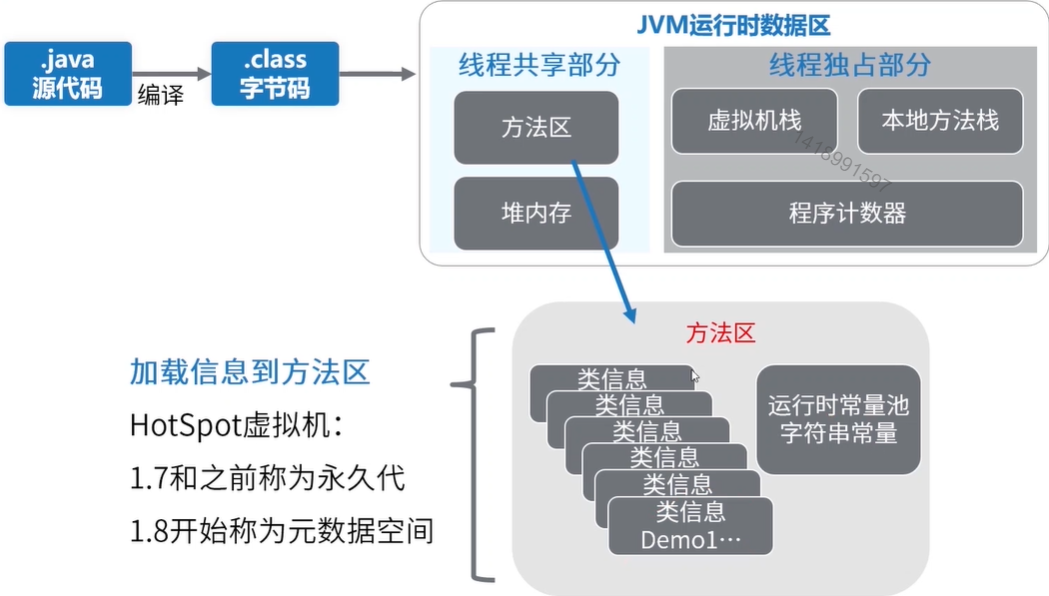 JVM运行时数据区
.java
源代码
编译
.class
字节码
线程共享部分
方法区
堆内存
线程独占部分
虚拟机栈
本地方法栈
程序计数器
1418991597
加载信息到方法区
HotSpot虚拟机：
1.7和之前称为永久代
1.8开始称为元数据空间
方法区
类信息
类信息
类信息
类信息
类信息
类信息
Demo1…
运行时常量池
字符串常量